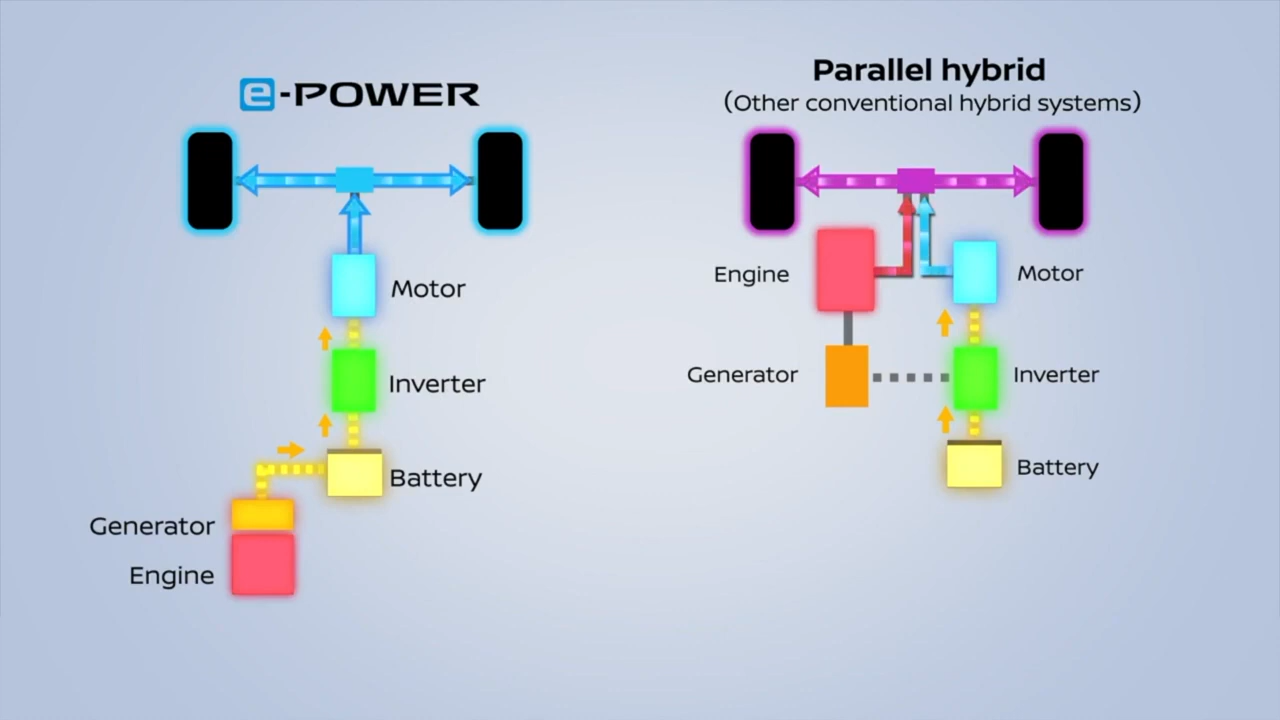 e-POWER
Motor
Inverter
Battery
Generator
Engine
Parallel hybrid
(Other conventional hybrid systems)
Engine
Motor
Generator
Inverter
Battery